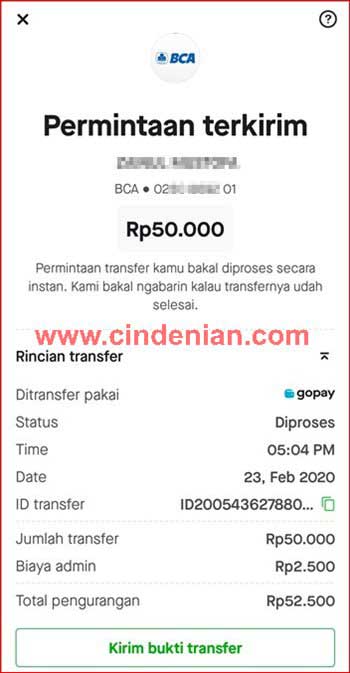 BCA
Permintaan terkirim
BCA ● 02 01
Rp50.000
Permintaan transfer kamu bakal diproses secara
instan. Kami bakal ngabarin kalau transfernya udah
selesai.
www.cindenian.com
Rincian transfer
Ditransfer pakai gopay
Status Diproses
Time 05:04 PM
Date 23, Feb 2020
ID transfer ID200543627880...
Jumlah transfer Rp50.000
Biaya admin Rp2.500
Total pengurangan Rp52.500
Kirim bukti transfer